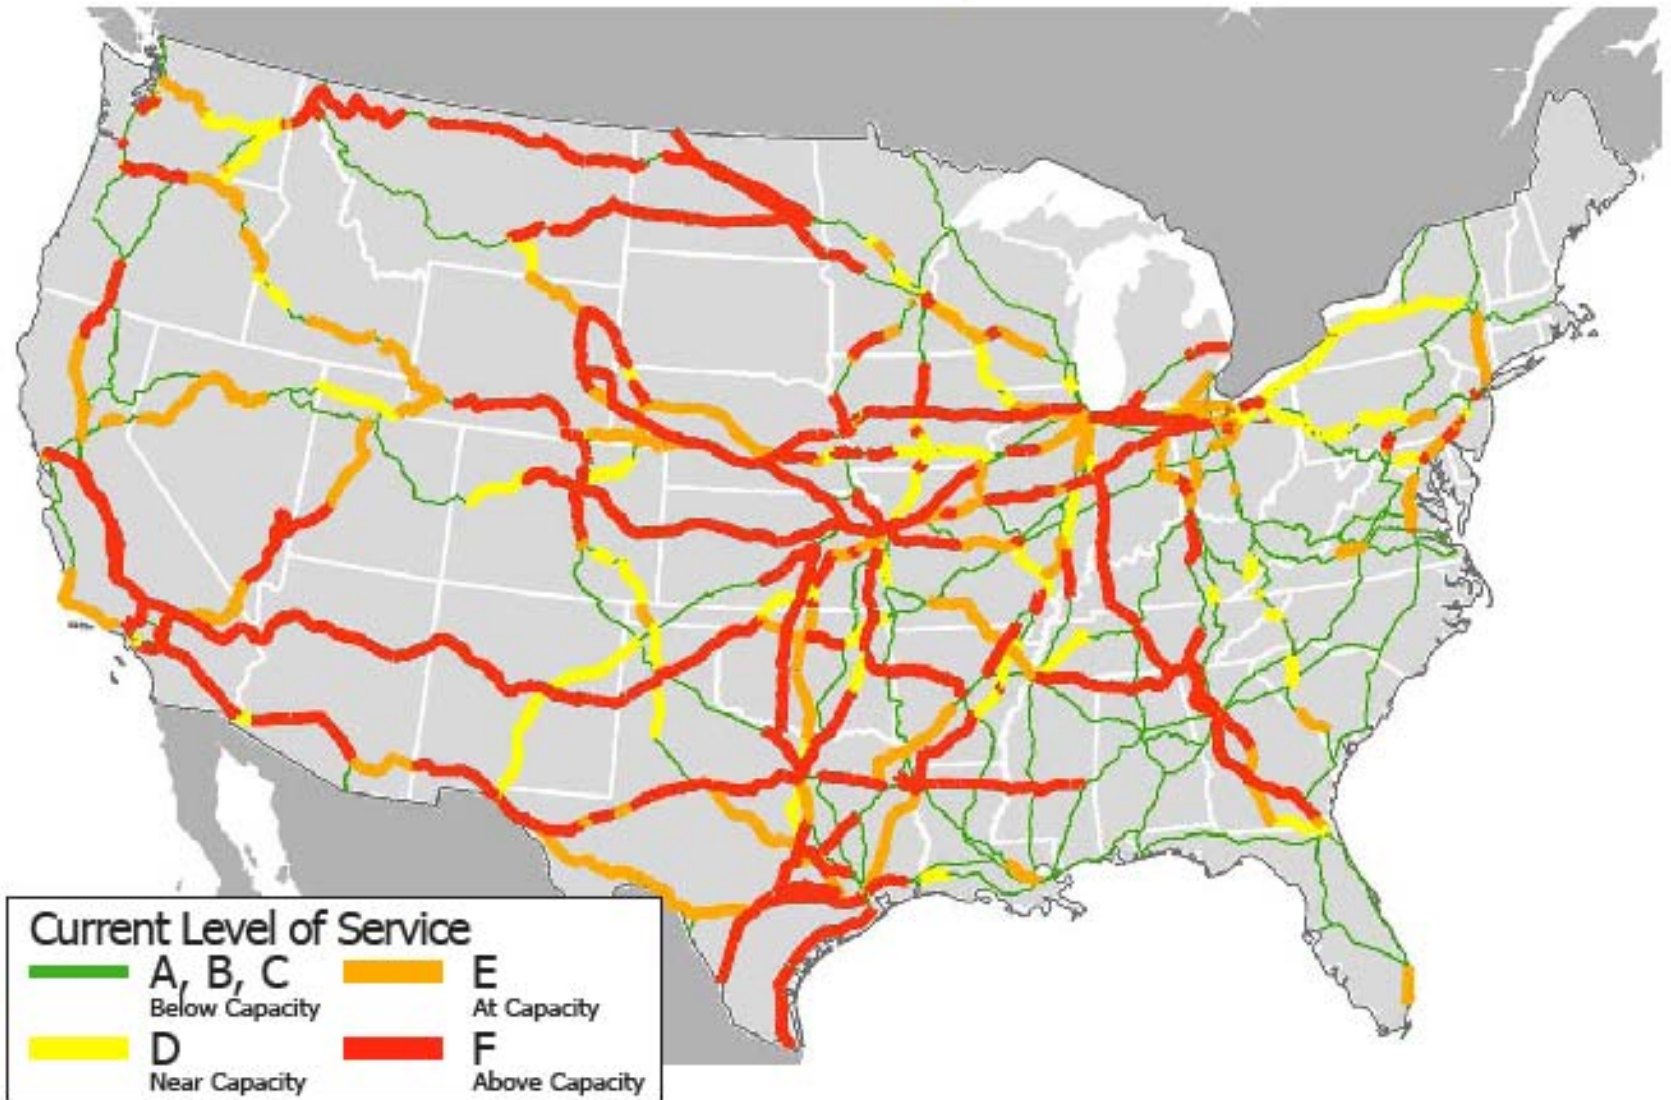 Current Level of Service
A, B, C
Below Capacity
E
At Capacity
D
Near Capacity
F
Above Capacity